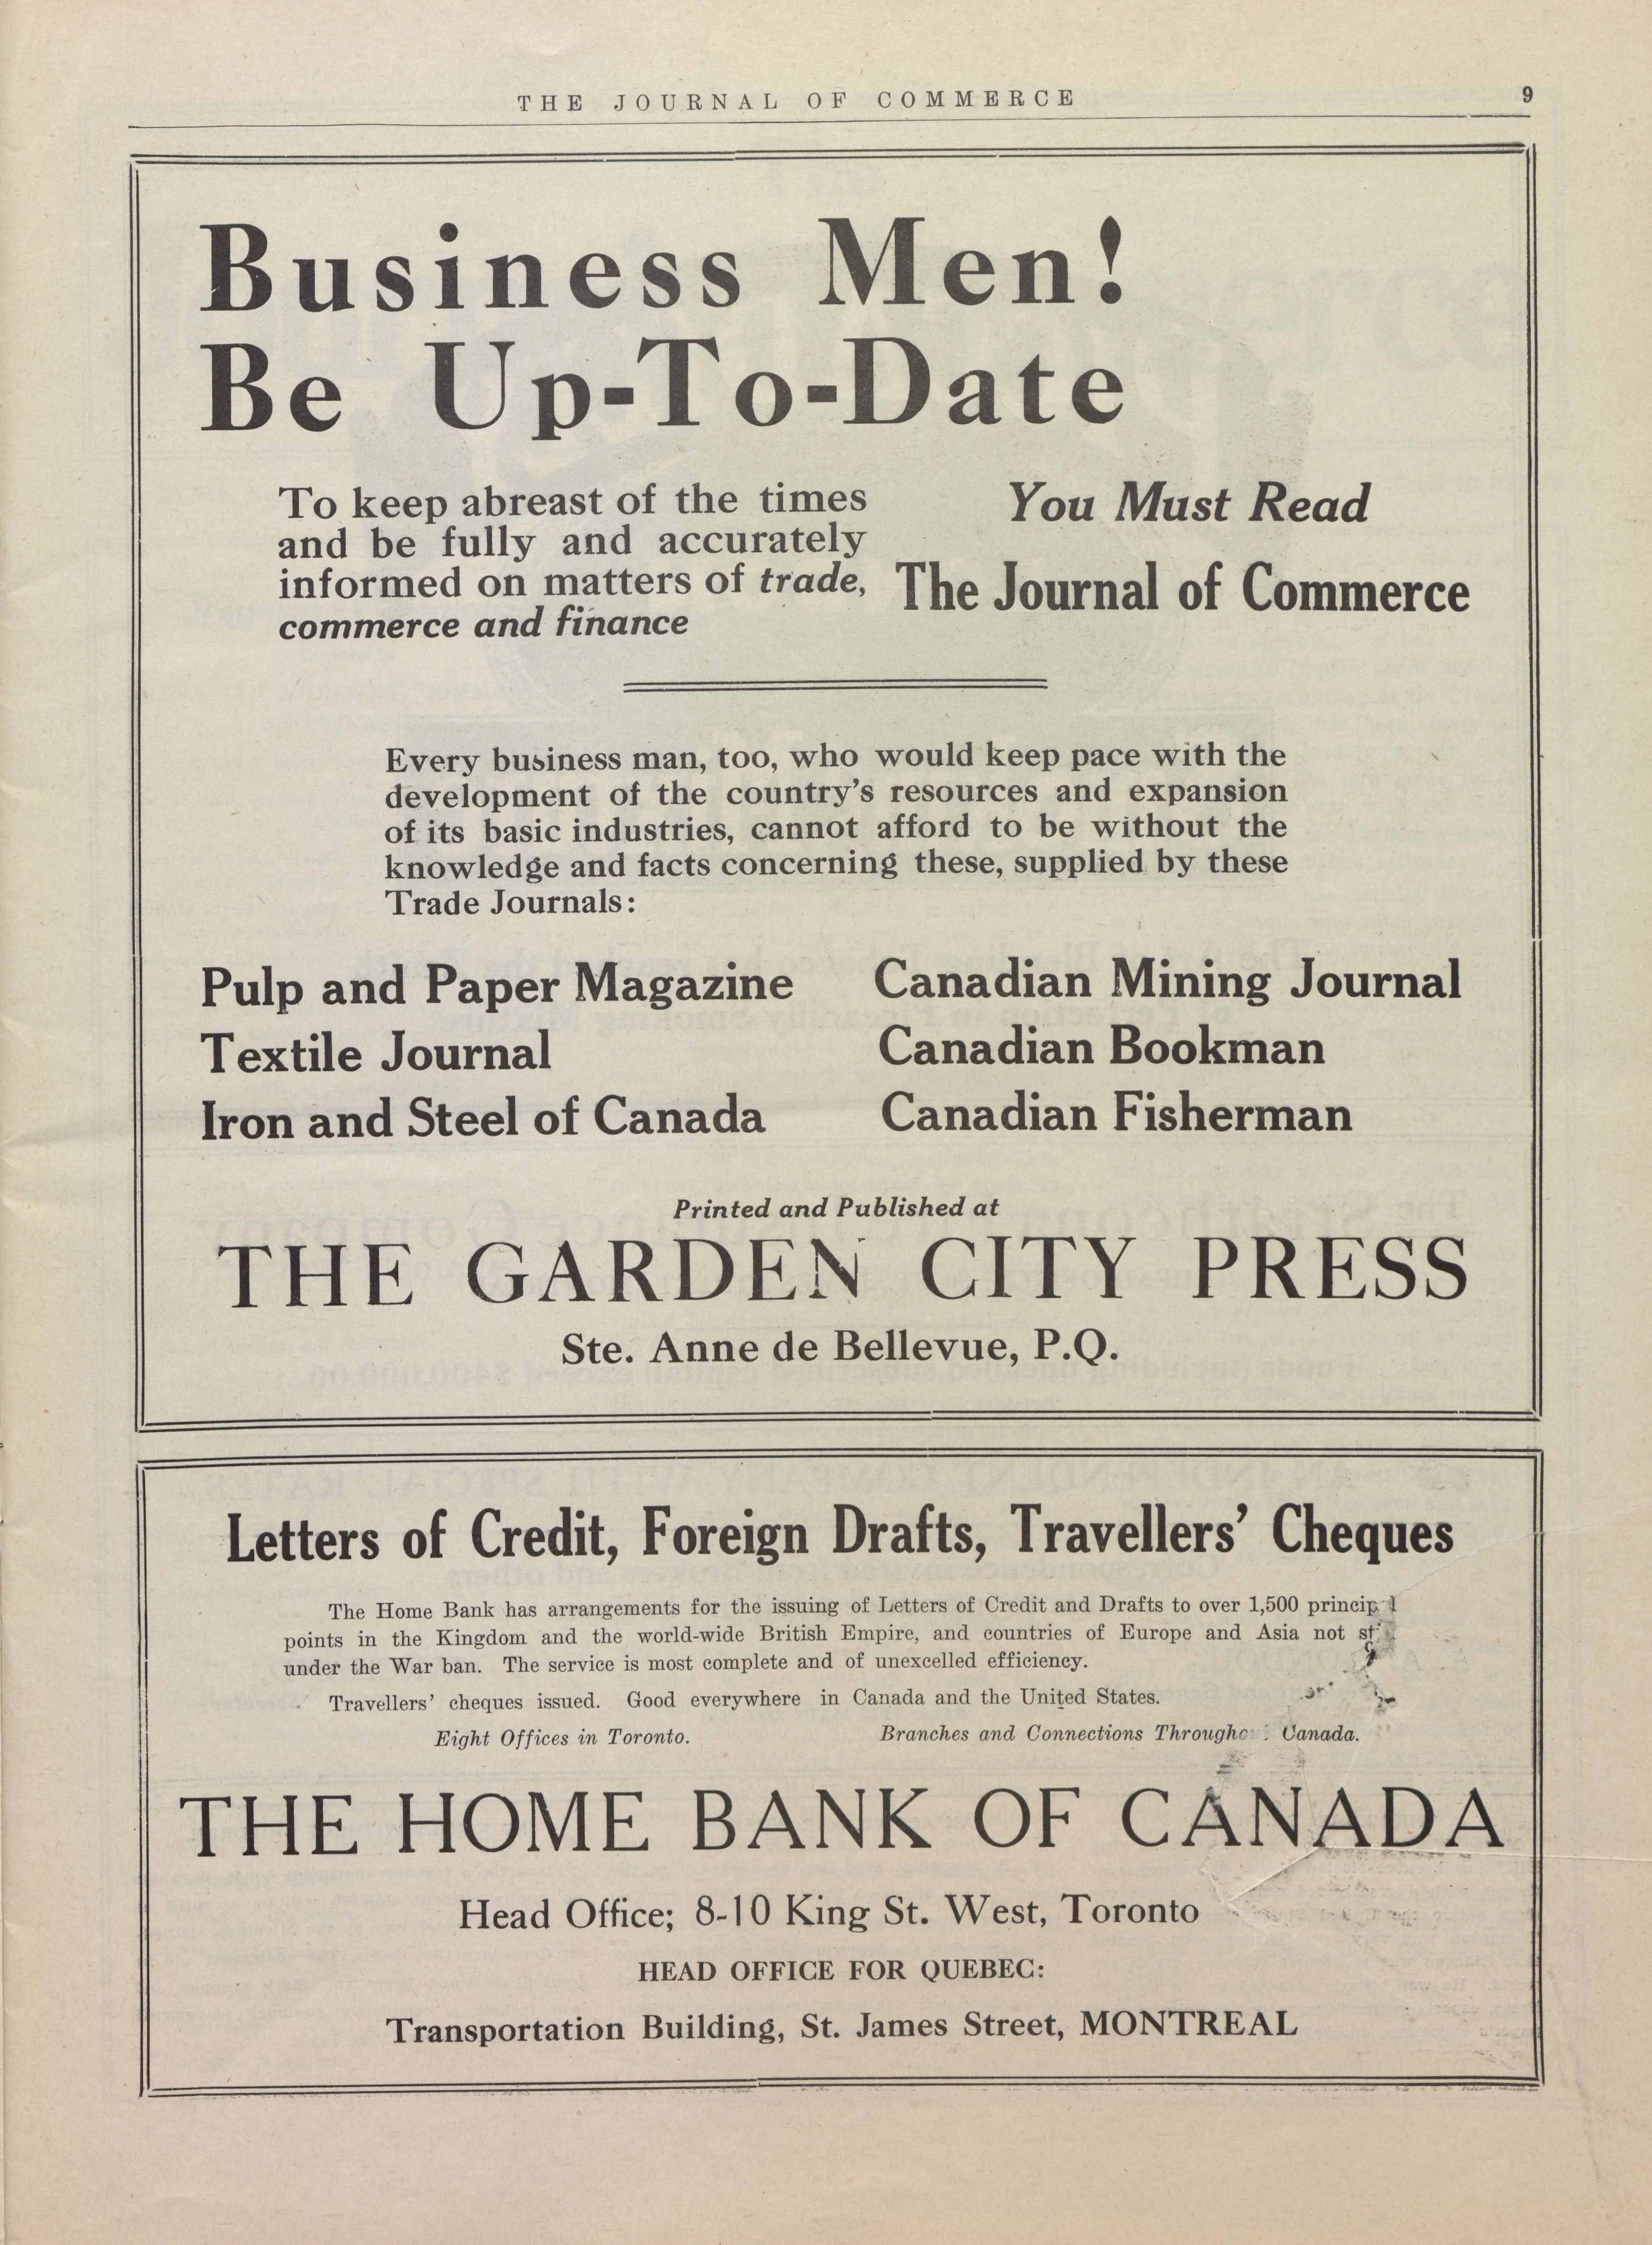 THE JOURNAL OF COMMERCE 9
Business Men!
Be Up-To-Date
To keep abreast of the times
and be fully and accurately
informed on matters of trade,
commerce and finance
You Must Read
The Journal of Commerce
Every business man, too, who would keep pace with the
development of the country's resources and expansion
of its basic industries, cannot afford to be without the
knowledge and facts concerning these, supplied by these
Trade Journals:
Pulp and Paper Magazine
Textile Journal
Iron and Steel of Canada
Canadian Mining Journal
Canadian Bookman
Canadian Fisherman
Printed and Published at
THE GARDEN CITY PRESS
Ste. Anne de Bellevue, P.Q.
Letters of Credit, Foreign Drafts, Travellers' Cheques
The Home Bank has arrangements for the issuing of Letters of Credit and Drafts to over 1,500 principal
points in the Kingdom and the world-wide British Empire, and countries of Europe and Asia not
under the War ban. The service is most complete and of unexcelled efficiency.
Travellers' cheques issued. Good everywhere in Canada and the United States.
Eight Offices in Toronto. Branches and Connections Throughout Canada.
THE HOME BANK OF CANADA
Head Office; 8-10 King St. West, Toronto
HEAD OFFICE FOR QUEBEC:
Transportation Building, St. James Street, MONTREAL